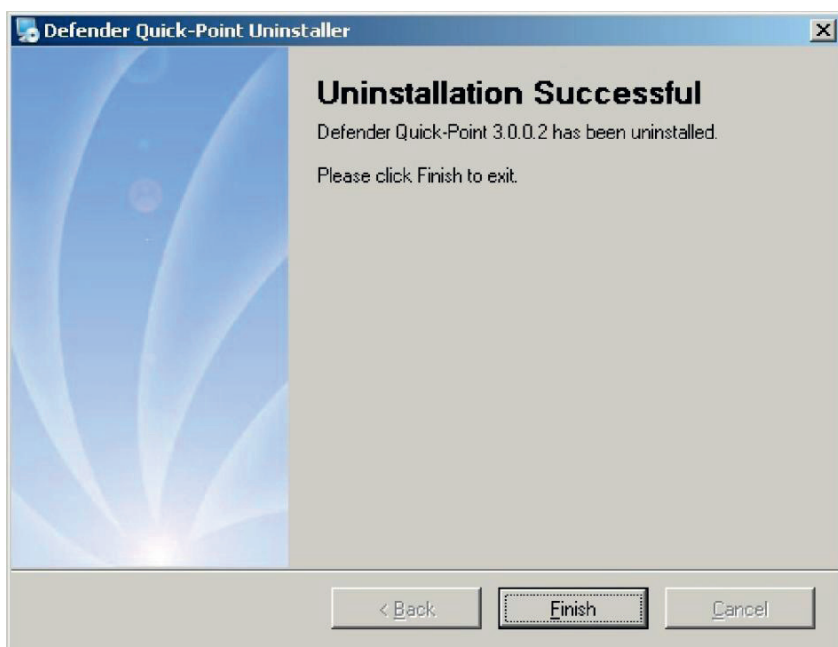 Defender Quick-Point Uninstaller
Uninstallation Successful
Defender Quick-Point 3.0.0.2 has been uninstalled.
Please click Finish to exit.
< Back Finish Cancel